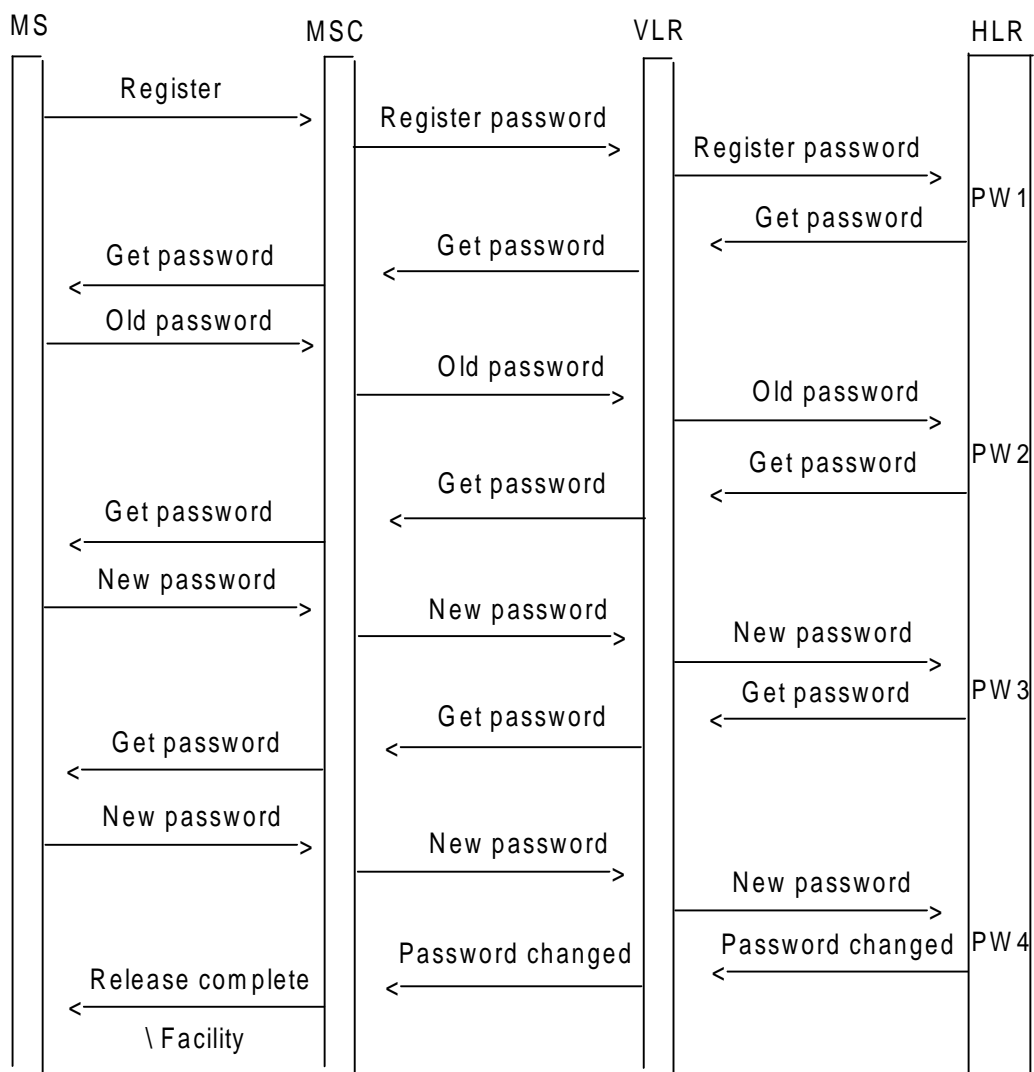 MS
MSC
VLR
HLR
Register
Register password
Register password
PW1
Get password
Get password
Get password
Old password
Old password
Old password
PW2
Get password
Get password
Get password
New password
New password
New password
PW3
Get password
Get password
Get password
New password
New password
New password
PW4
Password changed
Password changed
Release complete
\ Facility